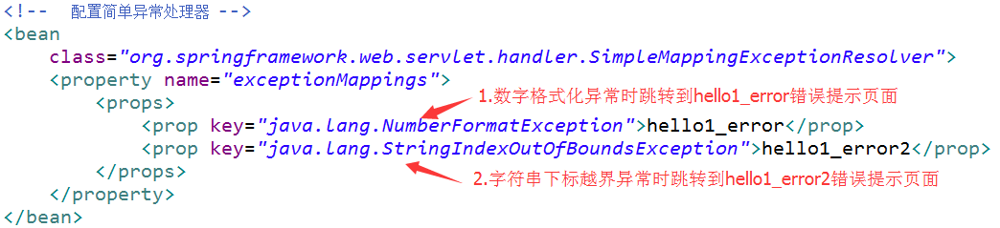 <!--  配置简单异常处理器 -->
<bean
class="org.springframework.web.servlet.handler.SimpleMappingExceptionResolver">
<property name="exceptionMappings">
<props>
1.数字格式化异常时跳转到hello1_error错误提示页面
<prop key="java.lang.NumberFormatException">hello1_error</prop>
<prop key="java.lang.StringIndexOutOfBoundsException">hello1_error2</prop>
</props>
2.字符串下标越界异常时跳转到hello1_error2错误提示页面
</property>
</bean>